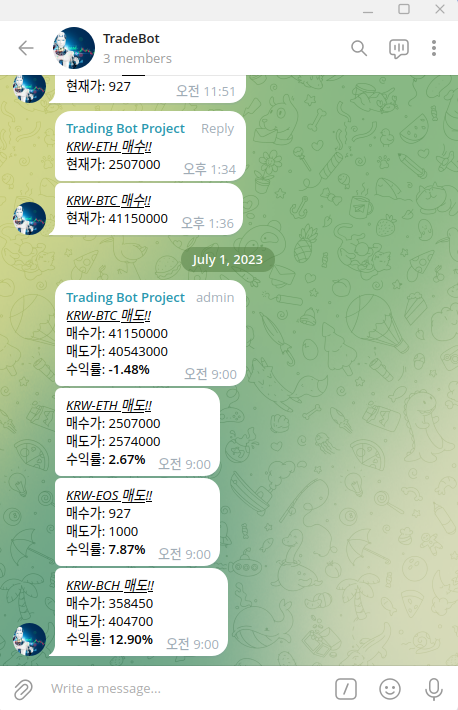 TradeBot
3 members
현재가: 927
오전 11:51
Trading Bot Project Reply
KRW-ETH 매수!!
현재가: 2507000
오후 1:34
KRW-BTC 매수!!
현재가: 41150000
오후 1:36
July 1, 2023
Trading Bot Project admin
KRW-BTC 매도!!
매수가: 41150000
매도가: 40543000
수익률: -1.48%
오전 9:00
KRW-ETH 매도!!
매수가: 2507000
매도가: 2574000
수익률: 2.67%
오전 9:00
KRW-EOS 매도!!
매수가: 927
매도가: 1000
수익률: 7.87%
오전 9:00
KRW-BCH 매도!!
매수가: 358450
매도가: 404700
수익률: 12.90%
오전 9:00
Write a message...